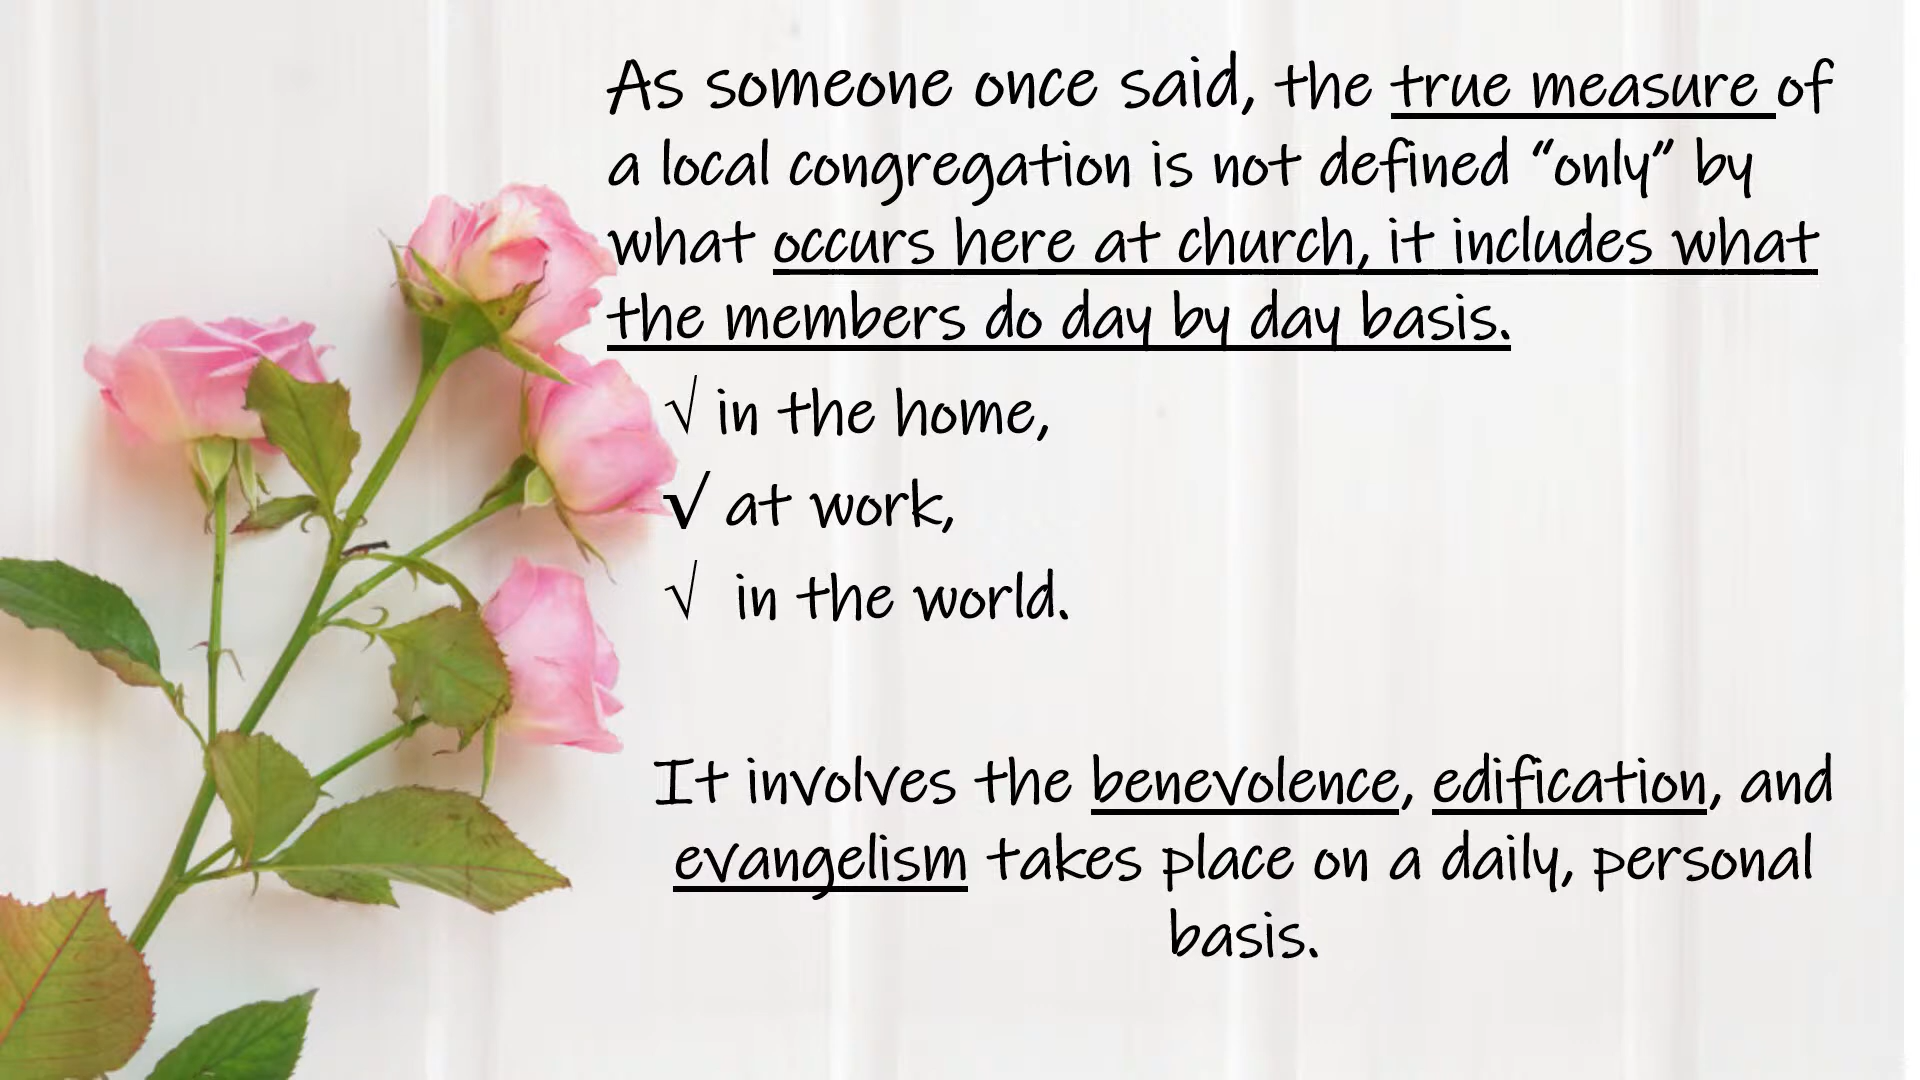 As someone once said, the true measure of
a local congregation is not defined “only” by
what occurs here at church, it includes what
the members do day by day basis.
√ in the home,
√ at work,
√ in the world.
It involves the benevolence, edification, and
evangelism takes place on a daily, personal
basis.